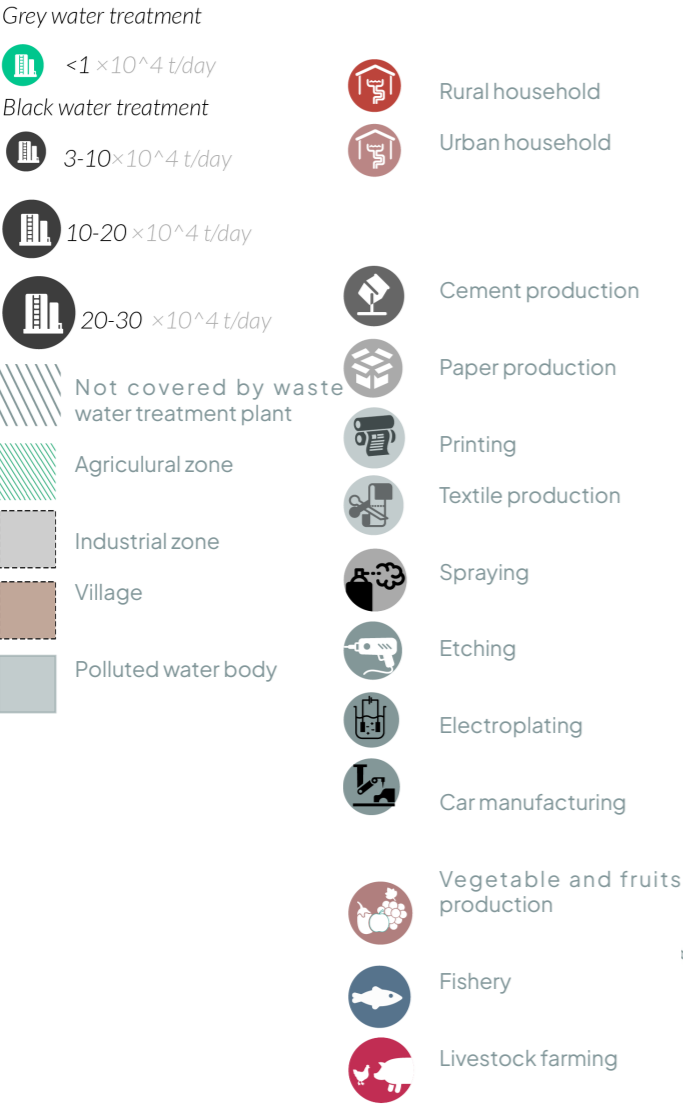 Grey water treatment
<1 ×10^4 t/day
Black water treatment
3-10×10^4 t/day
10-20 ×10^4 t/day
20-30 ×10^4 t/day
Not covered by waste
water treatment plant
Agriculural zone
Industrial zone
Village
Polluted water body
Rural household
Urban household
Cement production
Paper production
Printing
Textile production
Spraying
Etching
Electroplating
Car manufacturing
Vegetable and fruits
production
Fishery
Livestock farming